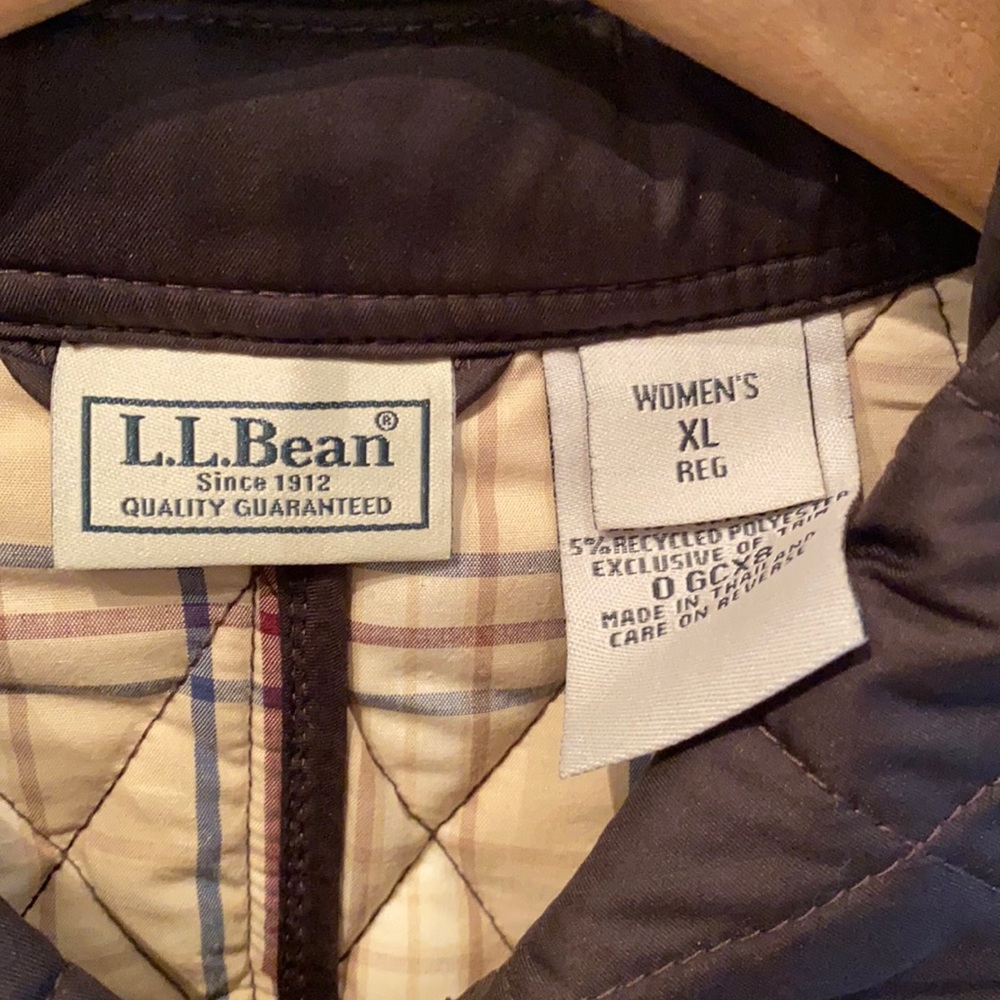 L.L.Bean®
Since 1912
QUALITY GUARANTEED
WOMEN'S
XL
REG
5% RECYCLED POLYESTER
EXCLUSIVE OF TRIM
0 GCX8
MADE IN THAILAND
CARE ON REVERSE